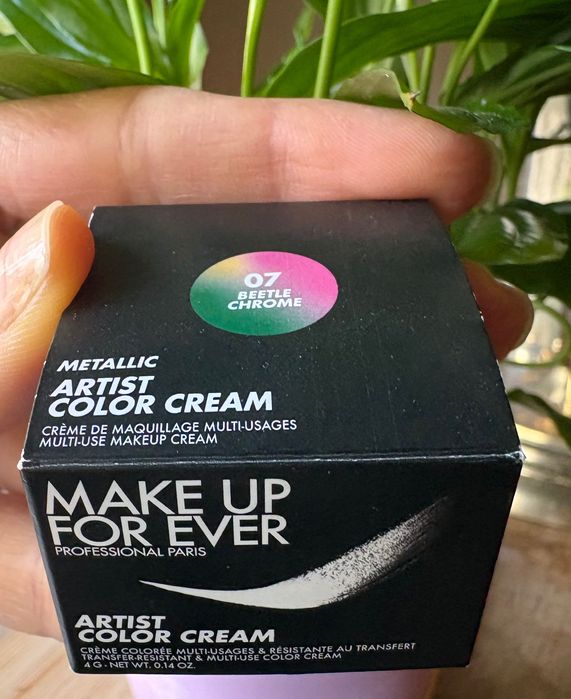 07
BEETLE
CHROME
METALLIC
ARTIST
COLOR CREAM
CRÈME DE MAQUILLAGE MULTI-USAGES
MULTI-USE MAKEUP CREAM
MAKE UP
FOR EVER
PROFESSIONAL PARIS
ARTIST
COLOR CREAM
CRÈME COLORÉE MULTI-USAGES & RÉSISTANTE AU TRANSFERT
TRANSFER-RESISTANT & MULTI-USE COLOR CREAM
4 G - NET WT. 0.14 OZ.